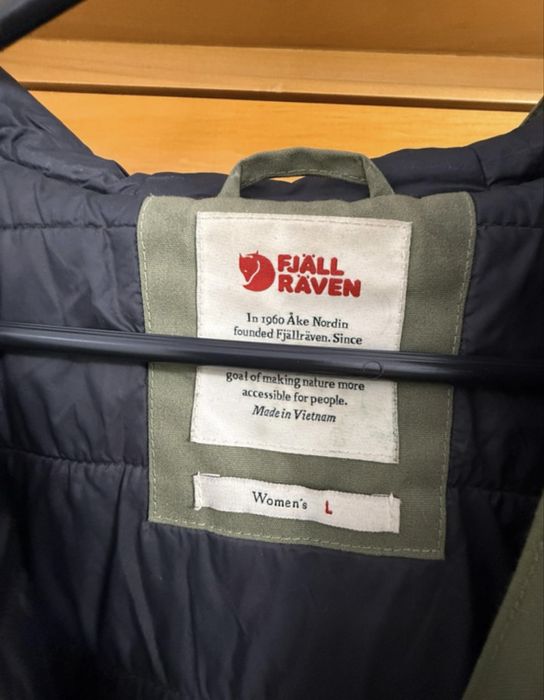 FJÄLL
RÄVEN
In 1960 Åke Nordin
founded Fjällräven. Since
goal of making nature more
accessible for people.
Made in Vietnam
Women's L